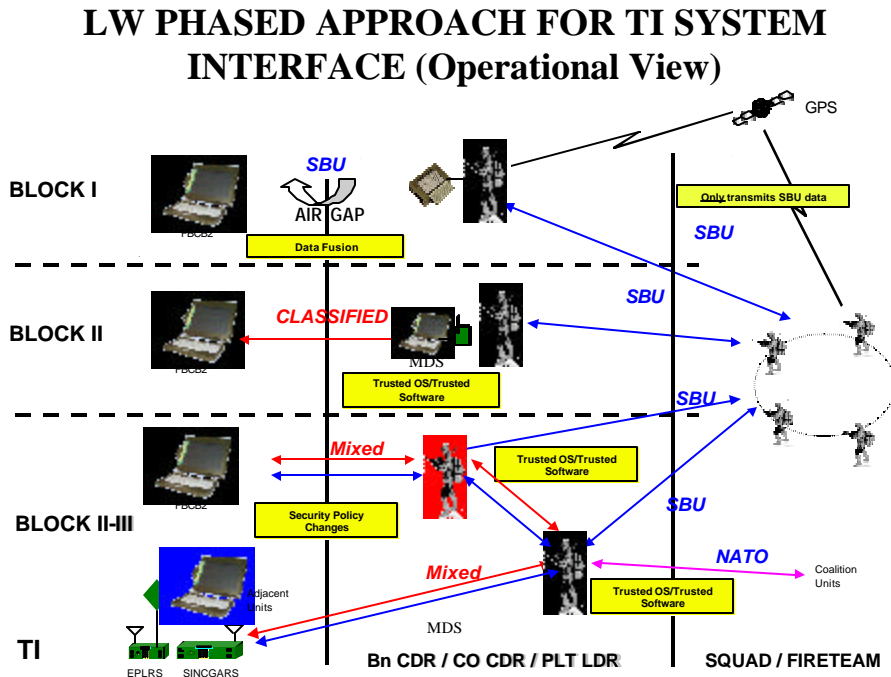 LW PHASED APPROACH FOR TI SYSTEM
INTERFACE (Operational View)
GPS
BLOCK I
SBU
AIR GAP
FBCB2
Data Fusion
Only transmits SBU data
SBU
BLOCK II
CLASSIFIED
SBU
FBCB2
MDS
Trusted OS/Trusted
Software
SBU
Mixed
Trusted OS/Trusted
Software
FBCB2
BLOCK II-III
Security Policy
Changes
SBU
Mixed
NATO
Coalition
Units
Adjacent
Units
Trusted OS/Trusted
Software
MDS
TI
EPLRS
SINCGARS
Bn CDR / CO CDR / PLT LDR
SQUAD / FIRETEAM